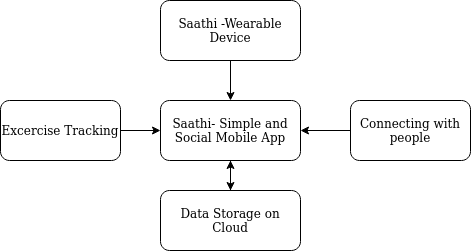 Saathi -Wearable
Device
Excercise Tracking
Saathi- Simple and
Social Mobile App
Connecting with
people
Data Storage on
Cloud